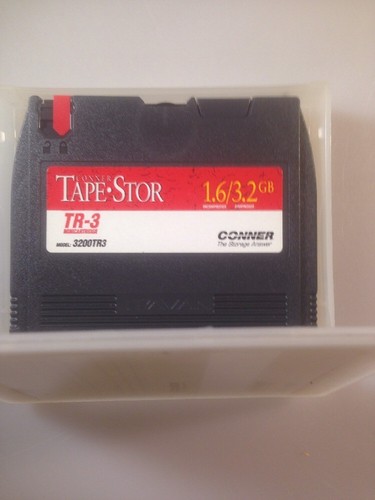 CONNER
TAPE•STOR
1.6/3.2 GB
TR-3
MODEL: 3200TR3
CONNER
The Storage Answer